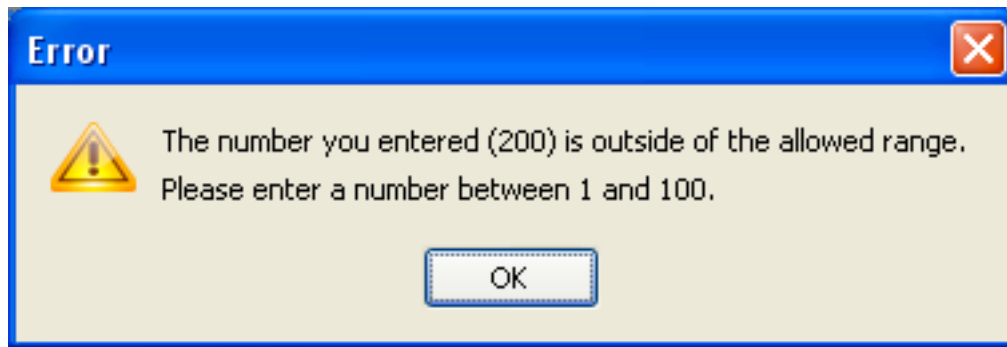 Error
The number you entered (200) is outside of the allowed range.
Please enter a number between 1 and 100.
OK